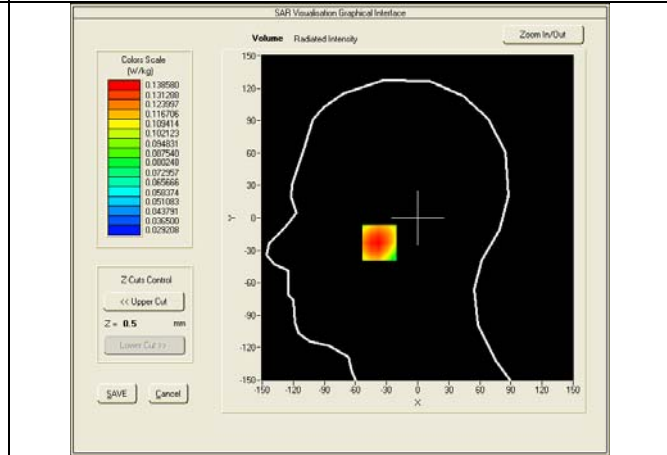 SAR Visualisation Graphical Interface
Volume Radiated Intensity
Zoom In/Out
Colors Scale
(W/kg)
0.138580
0.131288
0.123997
0.116706
0.109414
0.102123
0.094831
0.087540
0.080248
0.072957
0.065666
0.058374
0.051083
0.043791
0.036500
0.029208
150
120
90
60
30
0
-30
-60
-90
-120
-150
Y
-150 -120 -90 -60 -30 0 30 60 90 120 150
X
Z Cuts Control
<< Upper Cut
Z = 0.5 mm
Lower Cut >>
SAVE Cancel